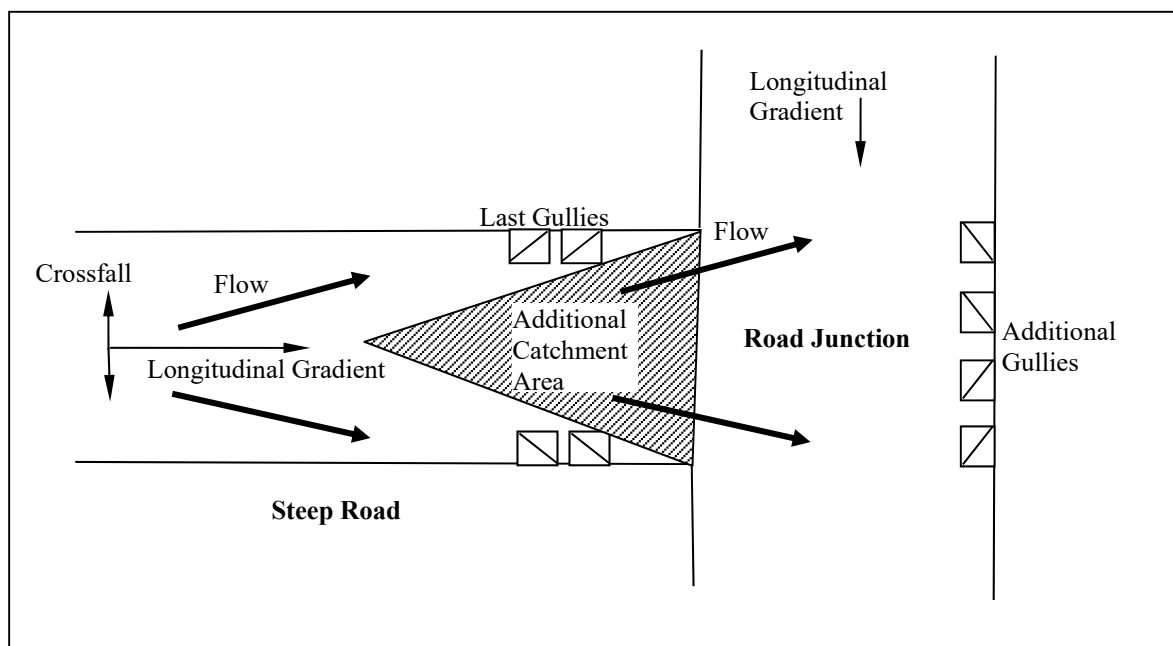 Longitudinal
Gradient
Last Gullies
Flow
Crossfall
Flow
Additional
Catchment
Area
Road Junction
Additional
Gullies
Longitudinal Gradient
Steep Road